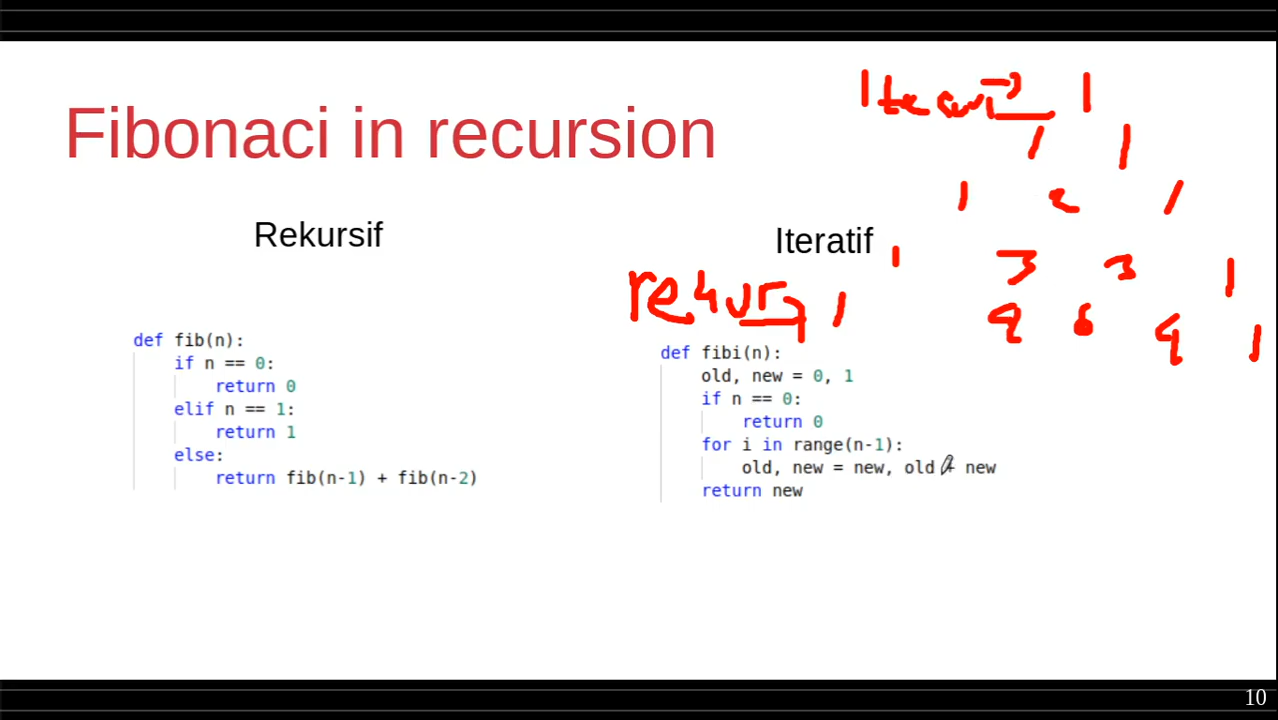 Fibonaci in recursion
1
1 1
1 2 1
1 3 3 1
1 4 6 4 1
Rekursif
def fib(n):
    if n == 0:
        return 0
    elif n == 1:
        return 1
    else:
        return fib(n-1) + fib(n-2)
Iteratif
def fibi(n):
    old, new = 0, 1
    if n == 0:
        return 0
    for i in range(n-1):
        old, new = new, old + new
    return new
10